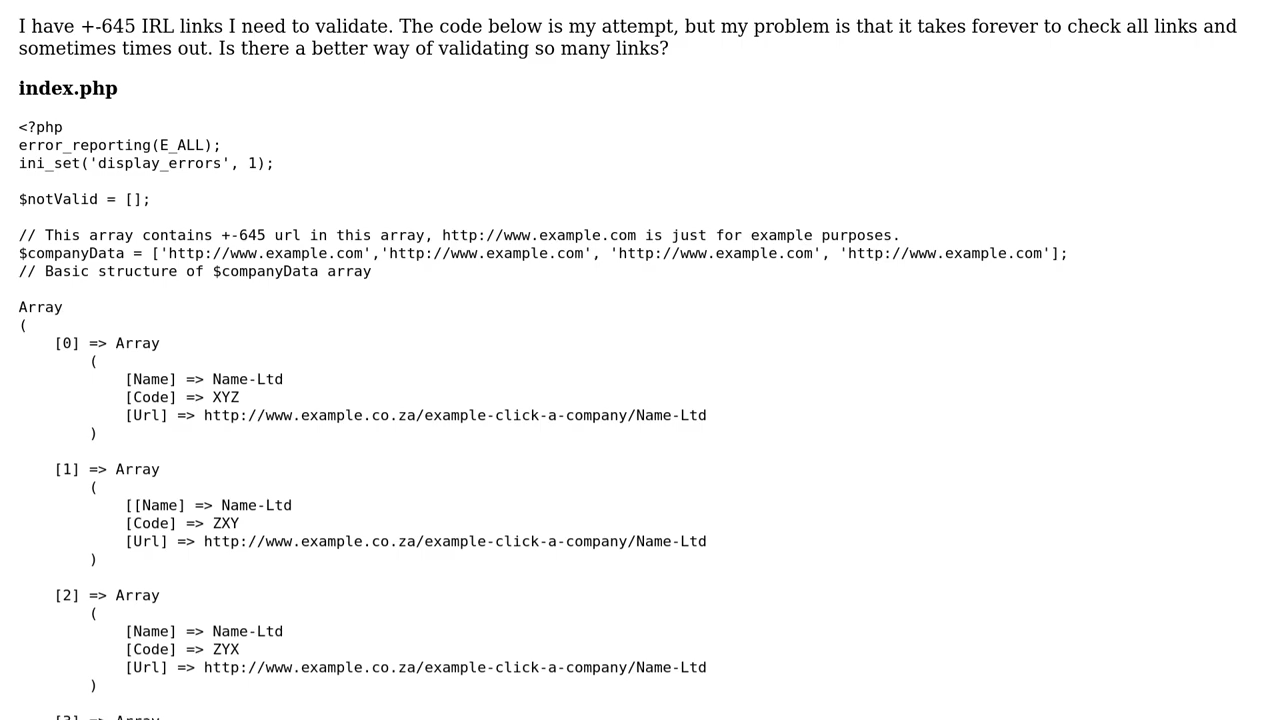 I have +-645 IRL links I need to validate. The code below is my attempt, but my problem is that it takes forever to check all links and
sometimes times out. Is there a better way of validating so many links?
index.php
<?php
error_reporting(E_ALL);
ini_set('display_errors', 1);
$notValid = [];
// This array contains +-645 url in this array, http://www.example.com is just for example purposes.
$companyData = ['http://www.example.com','http://www.example.com', 'http://www.example.com', 'http://www.example.com'];
// Basic structure of $companyData array
Array
(
    [0] => Array
        (
            [Name] => Name-Ltd
            [Code] => XYZ
            [Url] => http://www.example.co.za/example-click-a-company/Name-Ltd
        )
    [1] => Array
        (
            [[Name] => Name-Ltd
            [Code] => ZXY
            [Url] => http://www.example.co.za/example-click-a-company/Name-Ltd
        )
    [2] => Array
        (
            [Name] => Name-Ltd
            [Code] => ZYX
            [Url] => http://www.example.co.za/example-click-a-company/Name-Ltd
        )
    [3] => Array